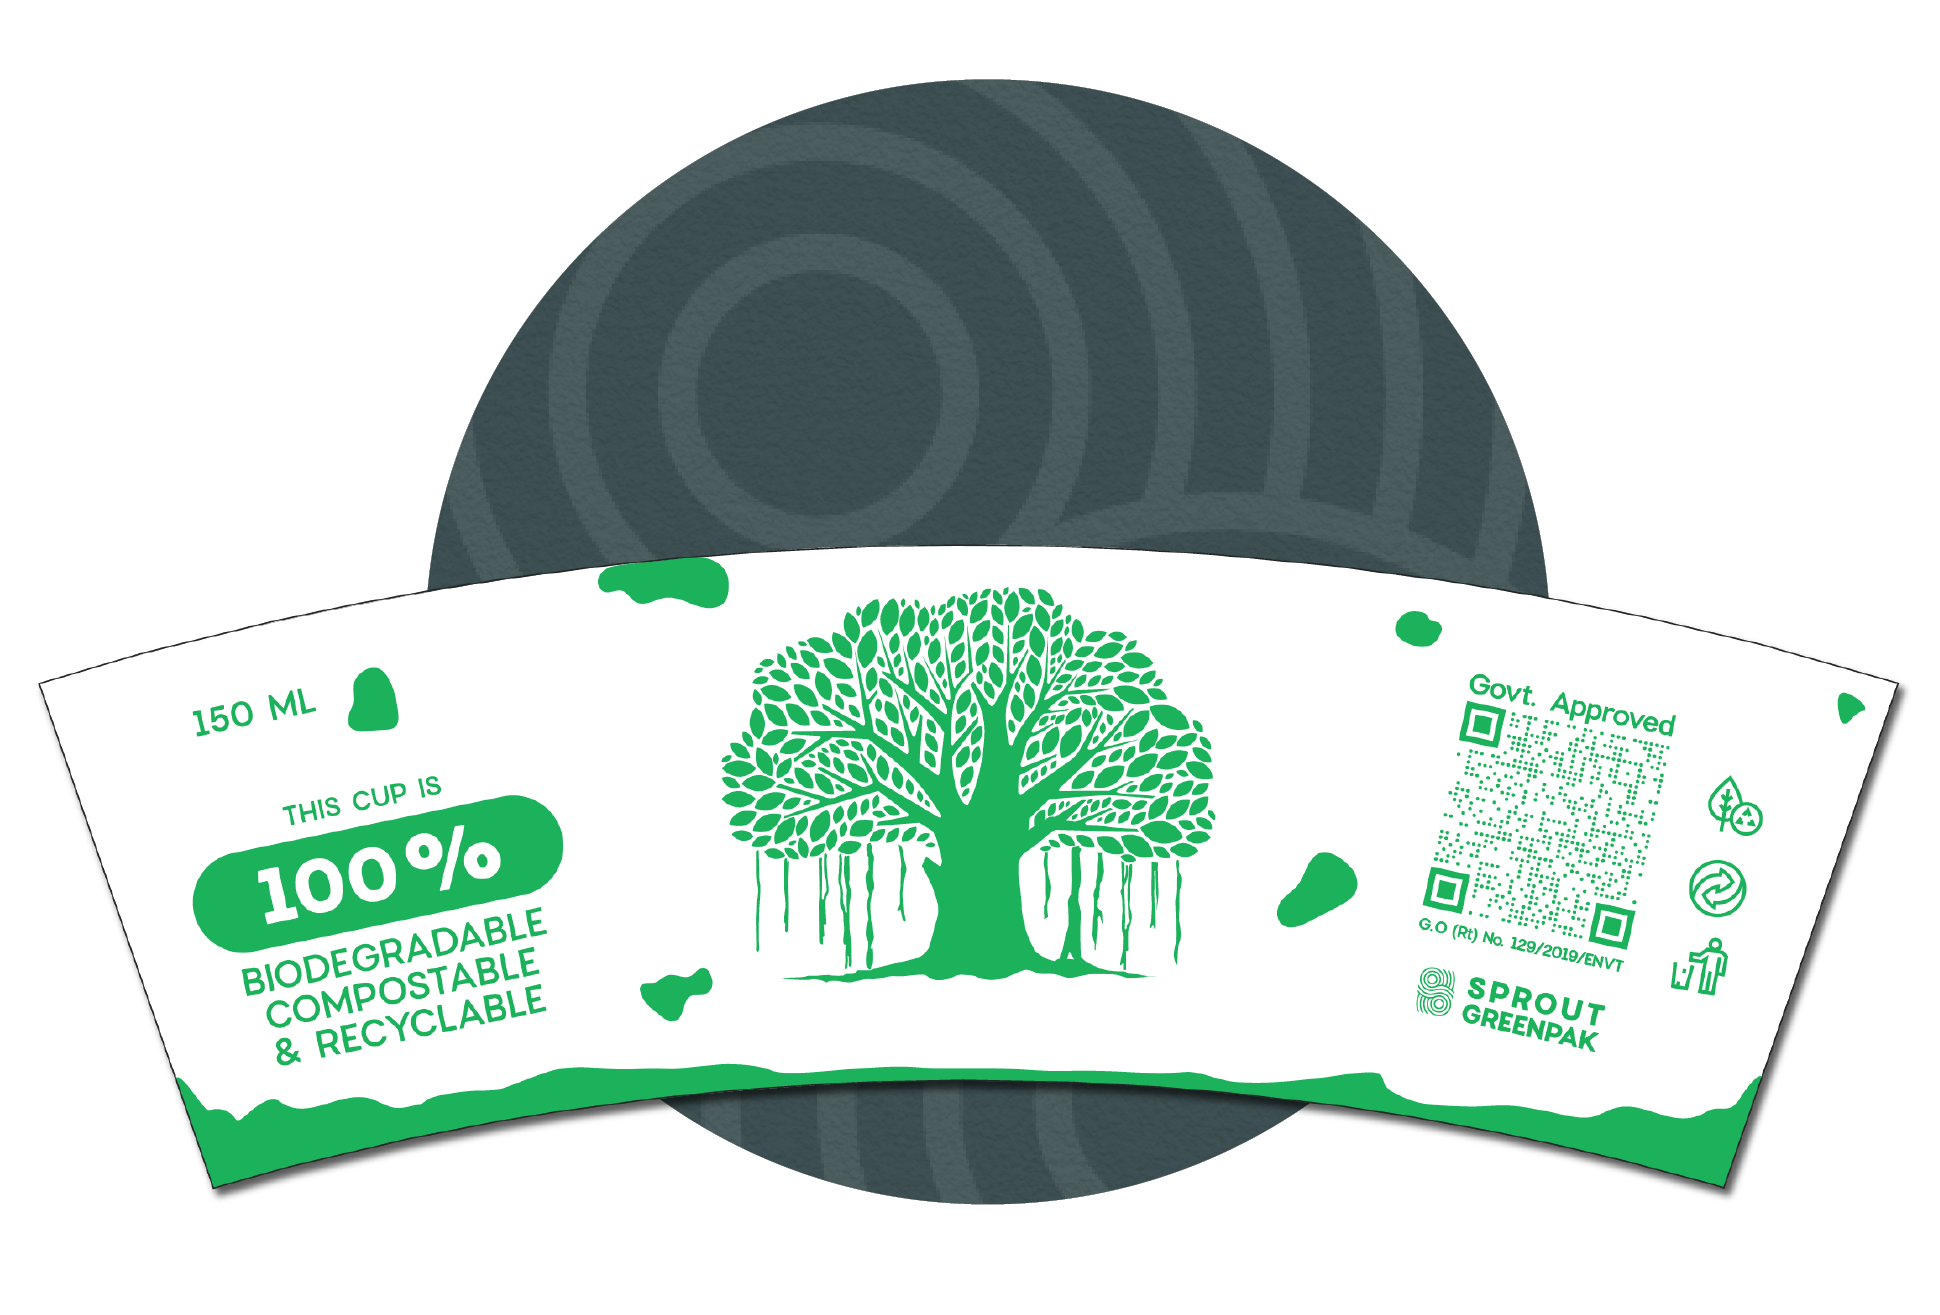 150 ML
THIS CUP IS
100%
BIODEGRADABLE
COMPOSTABLE
& RECYCLABLE
Govt. Approved
G.O (Rt) No. 129/2019/ENVT
SPROUT
GREENPAK